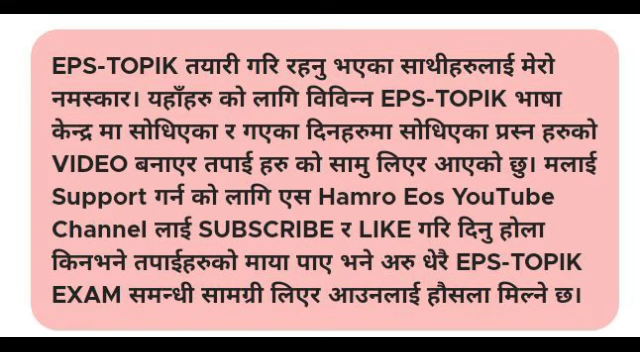 EPS-TOPIK तयारी गरि रहनु भएका साथीहरुलाई मेरो
नमस्कार। यहाँहरु को लागि विविन्न EPS-TOPIK भाषा
केन्द्र मा सोधिएका र गएका दिनहरुमा सोधिएका प्रस्न हरुको
VIDEO बनाएर तपाई हरु को सामु लिएर आएको छु। मलाई
Support गर्न को लागि एस Hamro Eos YouTube
Channel लाई SUBSCRIBE र LIKE गरि दिनु होला
किनभने तपाईहरुको माया पाए भने अरु धेरै EPS-TOPIK
EXAM समन्धी सामग्री लिएर आउनलाई हौसला मिल्ने छ।